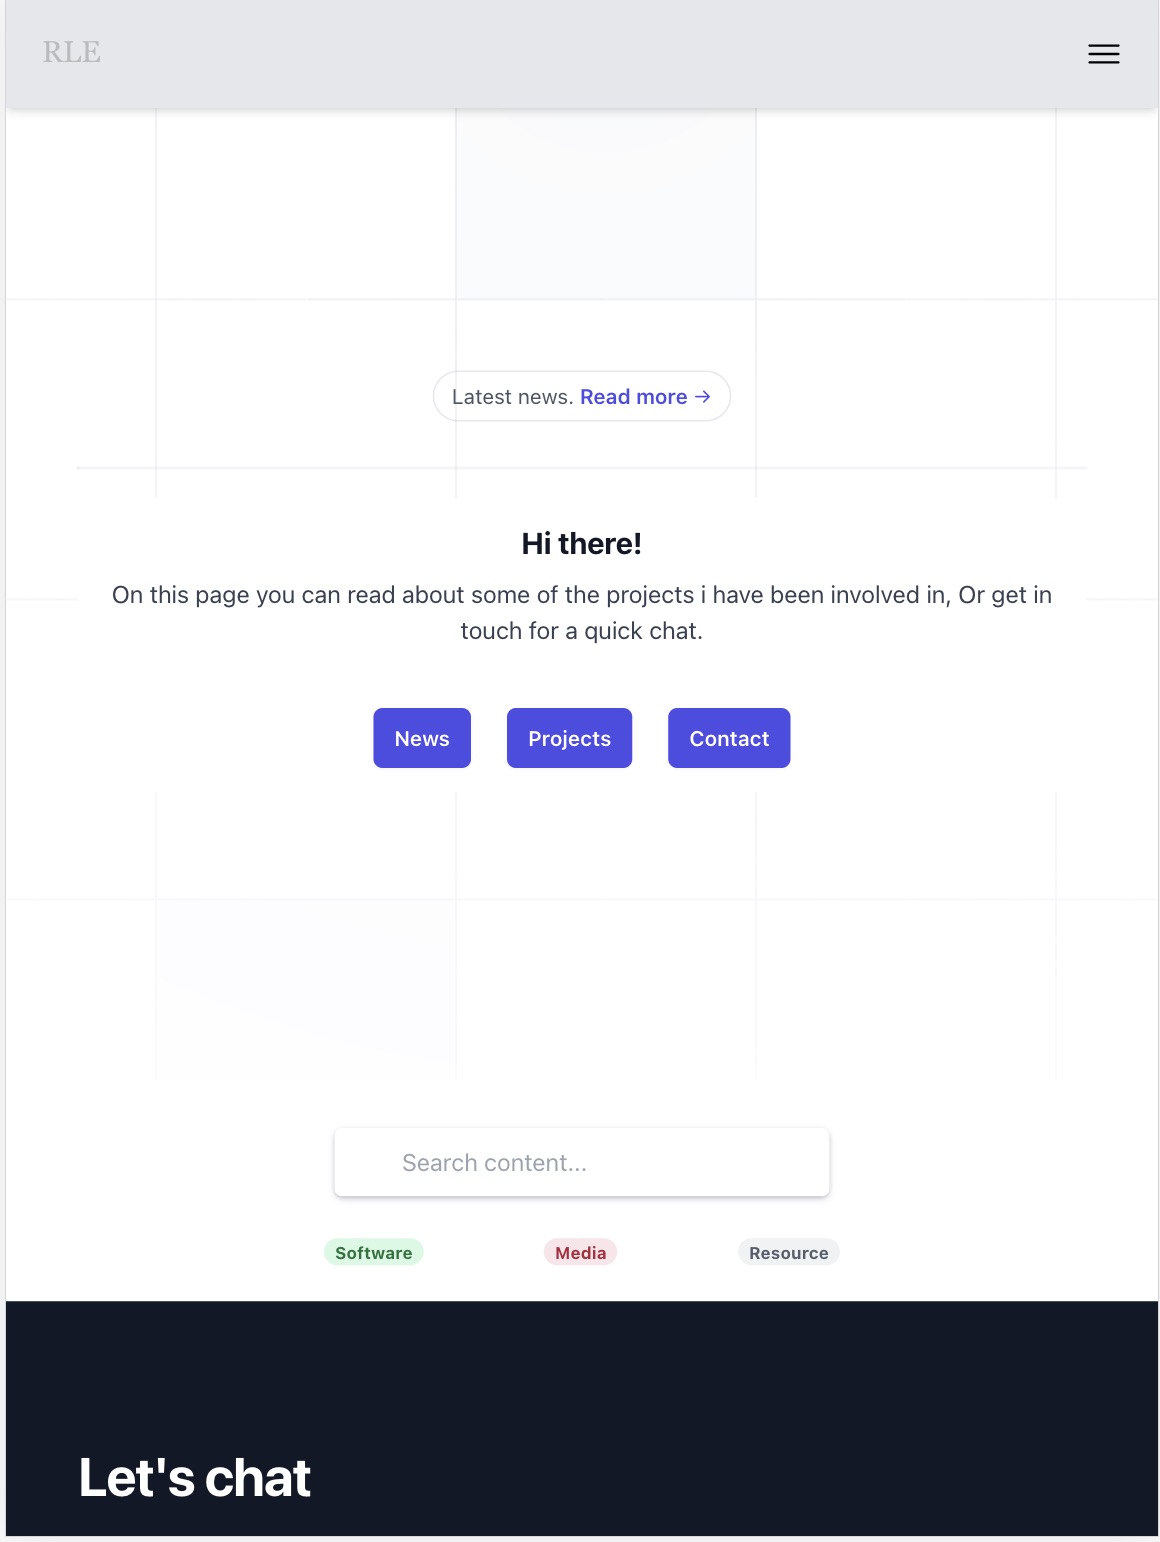 RLE
Latest news. Read more →
Hi there!
On this page you can read about some of the projects i have been involved in, Or get in
touch for a quick chat.
News Projects Contact
Search content...
Software Media Resource
Let's chat